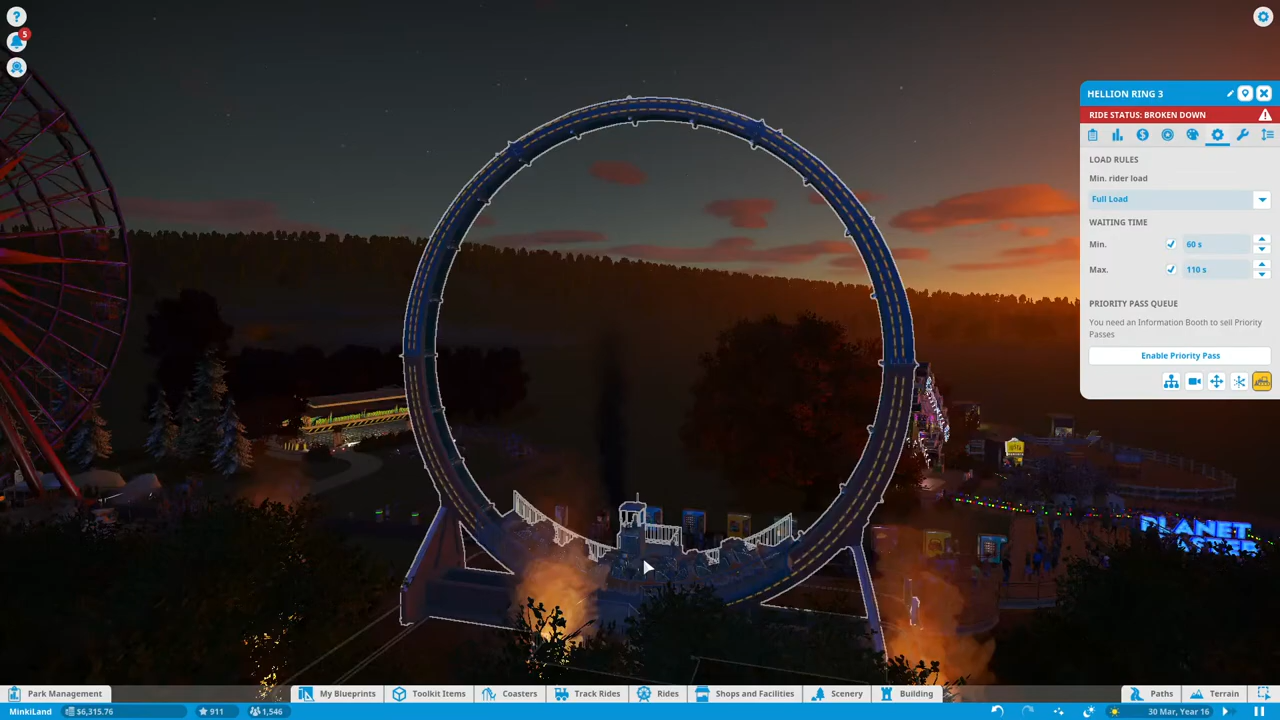 ?
5
HELLION RING 3
RIDE STATUS: BROKEN DOWN
LOAD RULES
Min. rider load
Full Load
WAITING TIME
Min. 60 s
Max. 110 s
PRIORITY PASS QUEUE
You need an Information Booth to sell Priority
Passes
Enable Priority Pass
PLANET
Park Management
My Blueprints
Toolkit Items
Coasters
Track Rides
Rides
Shops and Facilities
Scenery
Building
Paths
Terrain
MinkiLand
$6,315.76
911
1,546
30 Mar, Year 16